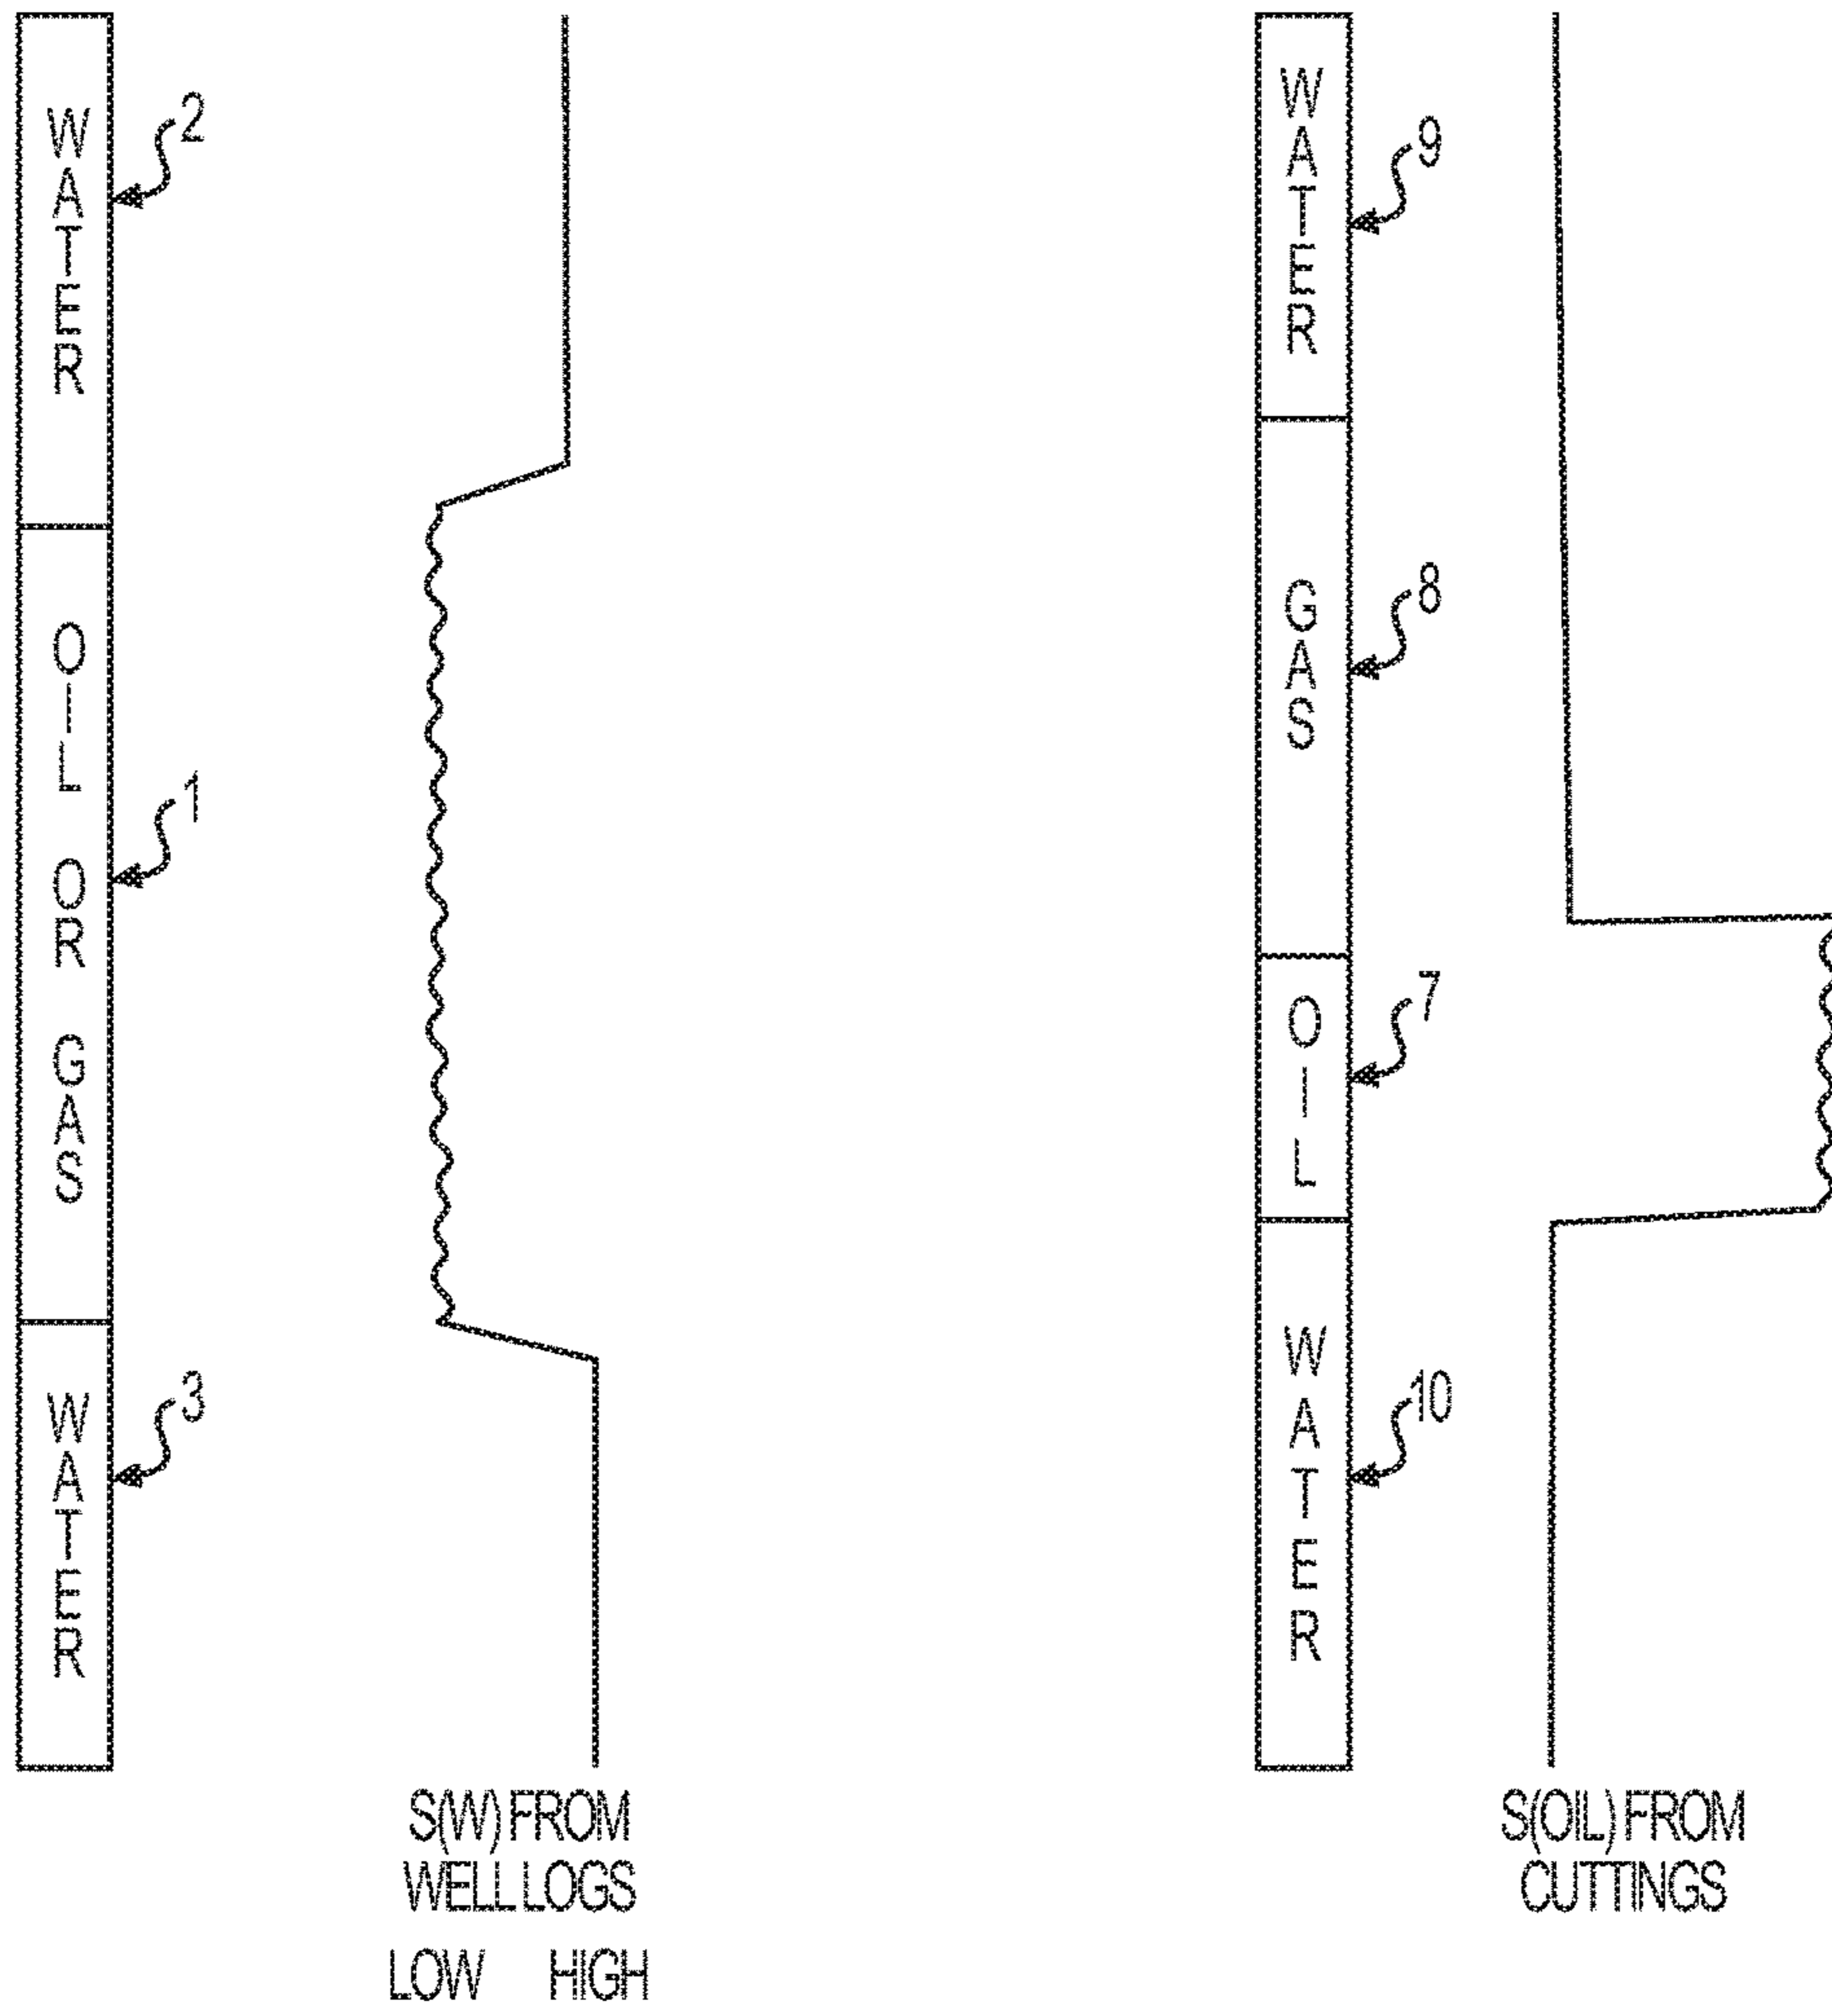 WATER
2
OIL OR GAS
1
WATER
3
S(W) FROM
WELL LOGS
LOW HIGH
WATER
9
GAS
8
OIL
7
WATER
10
S(OIL) FROM
CUTTINGS